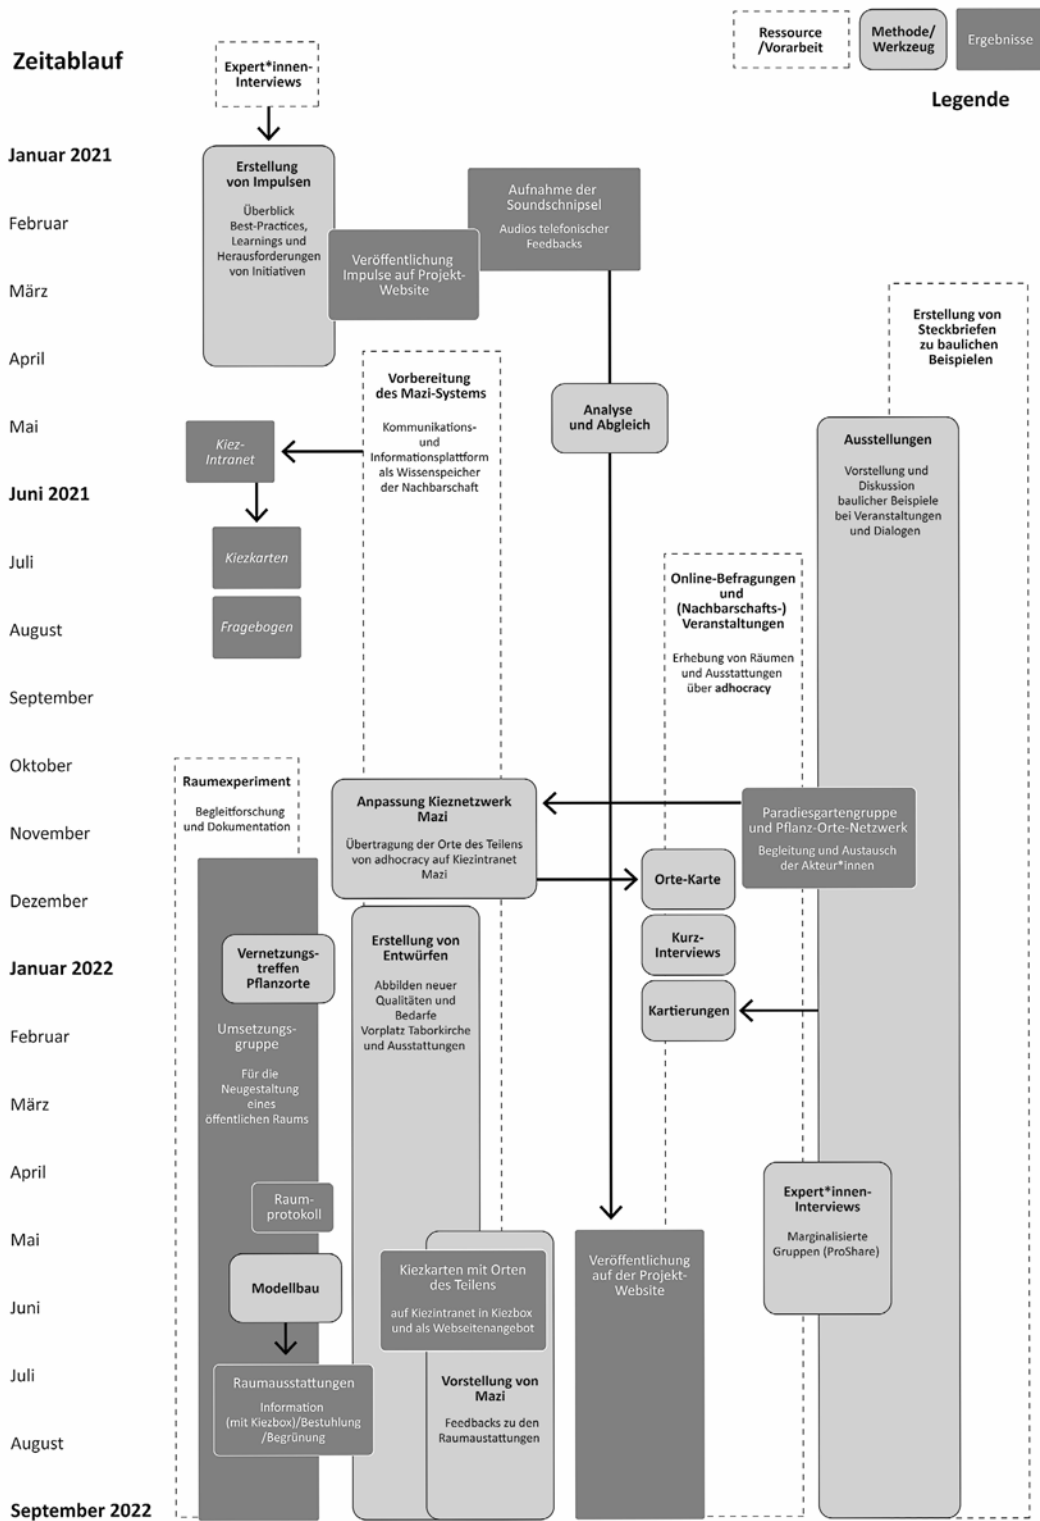 Zeitablauf
Ressource
/Vorarbeit
Methode/
Werkzeug
Ergebnisse
Legende
Expert*innen-
Interviews
Januar 2021
Februar
März
April
Mai
Juni 2021
Juli
August
September
Oktober
November
Dezember
Januar 2022
Februar
März
April
Mai
Juni
Juli
August
September 2022
Erstellung
von Impulsen
Überblick
Best-Practices,
Learnings und
Herausforderungen
von Initiativen
Veröffentlichung
Impulse auf Projekt-
Website
Aufnahme der
Soundschnipsel
Audios telefonischer
Feedbacks
Erstellung von
Steckbriefen
zu baulichen
Beispielen
Vorbereitung
des Mazi-Systems
Kommunikations-
und
Informationsplattform
als Wissenspeicher
der Nachbarschaft
Analyse
und Abgleich
Kiez-
Intranet
Kiezkarten
Fragebogen
Ausstellungen
Vorstellung und
Diskussion
baulicher Beispiele
bei Veranstaltungen
und Dialogen
Online-Befragungen
und
(Nachbarschafts-)
Veranstaltungen
Erhebung von Räumen
und Ausstattungen
über adhocracy
Raumexperiment
Begleitforschung
und Dokumentation
Anpassung Kieznetzwerk
Mazi
Übertragung der Orte des Teilens
von adhocracy auf Kiezintranet
Mazi
Paradiesgartengruppe
und Pflanz-Orte-Netzwerk
Begleitung und Austausch
der Akteur*innen
Orte-Karte
Kurz-
Interviews
Kartierungen
Vernetzungs-
treffen
Pflanzorte
Erstellung von
Entwürfen
Abbilden neuer
Qualitäten und
Bedarfe
Vorplatz Taborkirche
und Ausstattungen
Umsetzungs-
gruppe
Für die
Neugestaltung
eines
öffentlichen Raums
Raum-
protokoll
Modellbau
Raumausstattungen
Information
(mit Kiezbox)/Bestuhlung
/Begrünung
Kiezkarten mit Orten
des Teilens
auf Kiezintranet in Kiezbox
und als Webseitenangebot
Vorstellung von
Mazi
Feedbacks zu den
Raumaustattungen
Veröffentlichung
auf der Projekt-
Website
Expert*innen-
Interviews
Marginalisierte
Gruppen (ProShare)